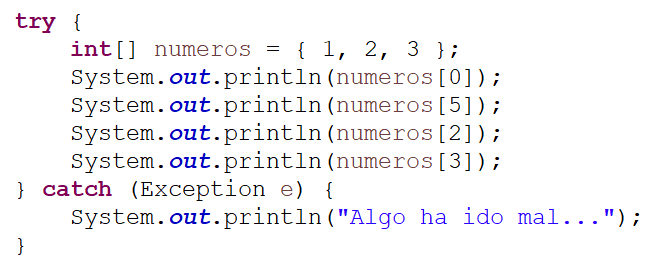 try {
    int[] numeros = { 1, 2, 3 };
    System.out.println(numeros[0]);
    System.out.println(numeros[5]);
    System.out.println(numeros[2]);
    System.out.println(numeros[3]);
} catch (Exception e) {
    System.out.println("Algo ha ido mal...");
}